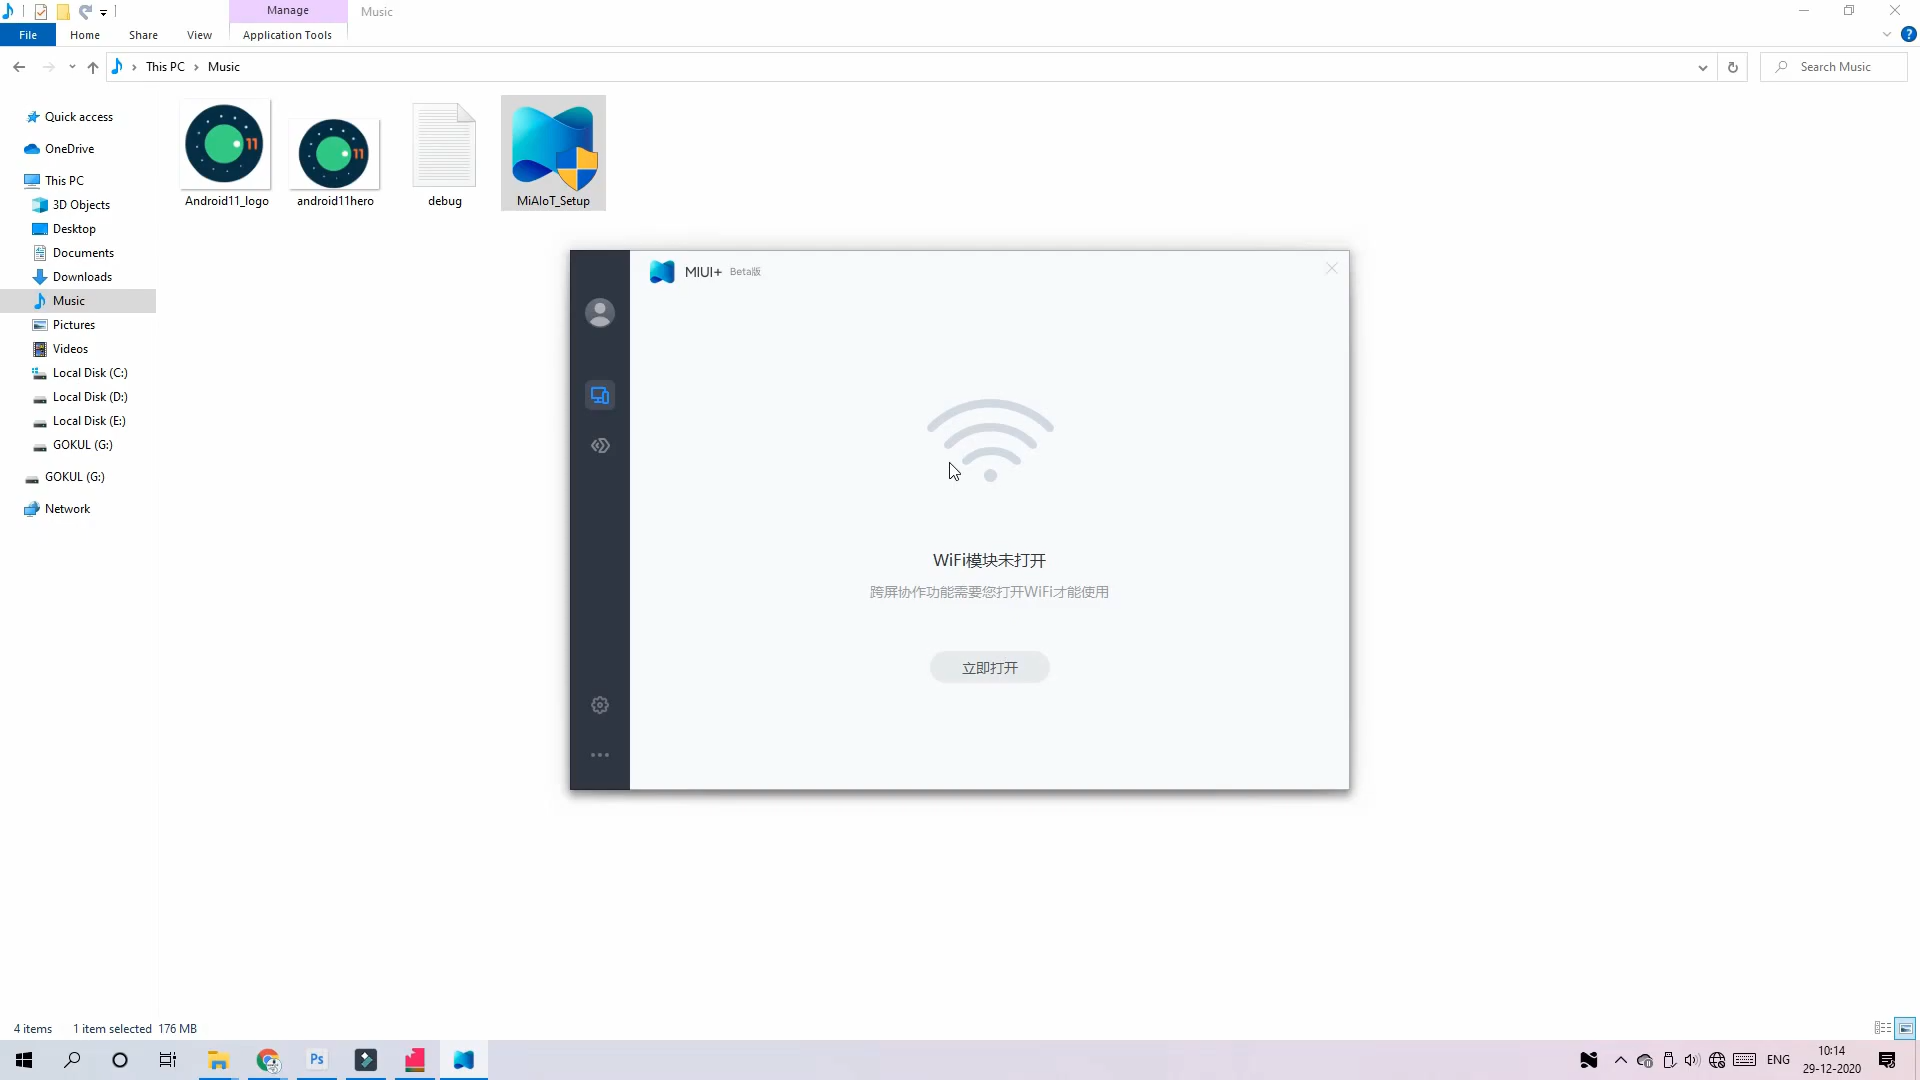 Manage
Music
File
Home
Share
View
Application Tools
This PC
Music
Search Music
Quick access
OneDrive
This PC
3D Objects
Desktop
Documents
Downloads
Music
Pictures
Videos
Local Disk (C:)
Local Disk (D:)
Local Disk (E:)
GOKUL (G:)
GOKUL (G:)
Network
11
11
Android11_logo
android11hero
debug
MiAIoT_Setup
MIUI+ Beta版
WiFi模块未打开
跨屏协作功能需要您打开WiFi才能使用
立即打开
4 items
1 item selected 176 MB
Ps
ENG
10:14
29-12-2020